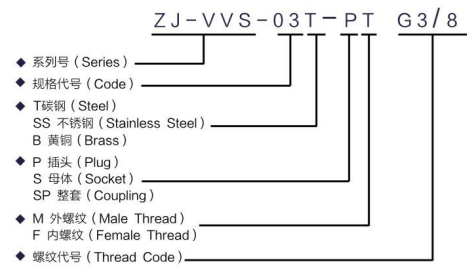 ZJ-VVS-03T-PT G3/8
◆ 系列号 (Series)
◆ 规格代号 (Code)
◆ T碳钢 (Steel)
SS 不锈钢 (Stainless Steel)
B 黄铜 (Brass)
◆ P 插头 (Plug)
S 母体 (Socket)
SP 整套 (Coupling)
◆ M 外螺纹 (Male Thread)
F 内螺纹 (Female Thread)
◆ 螺纹代号 (Thread Code)